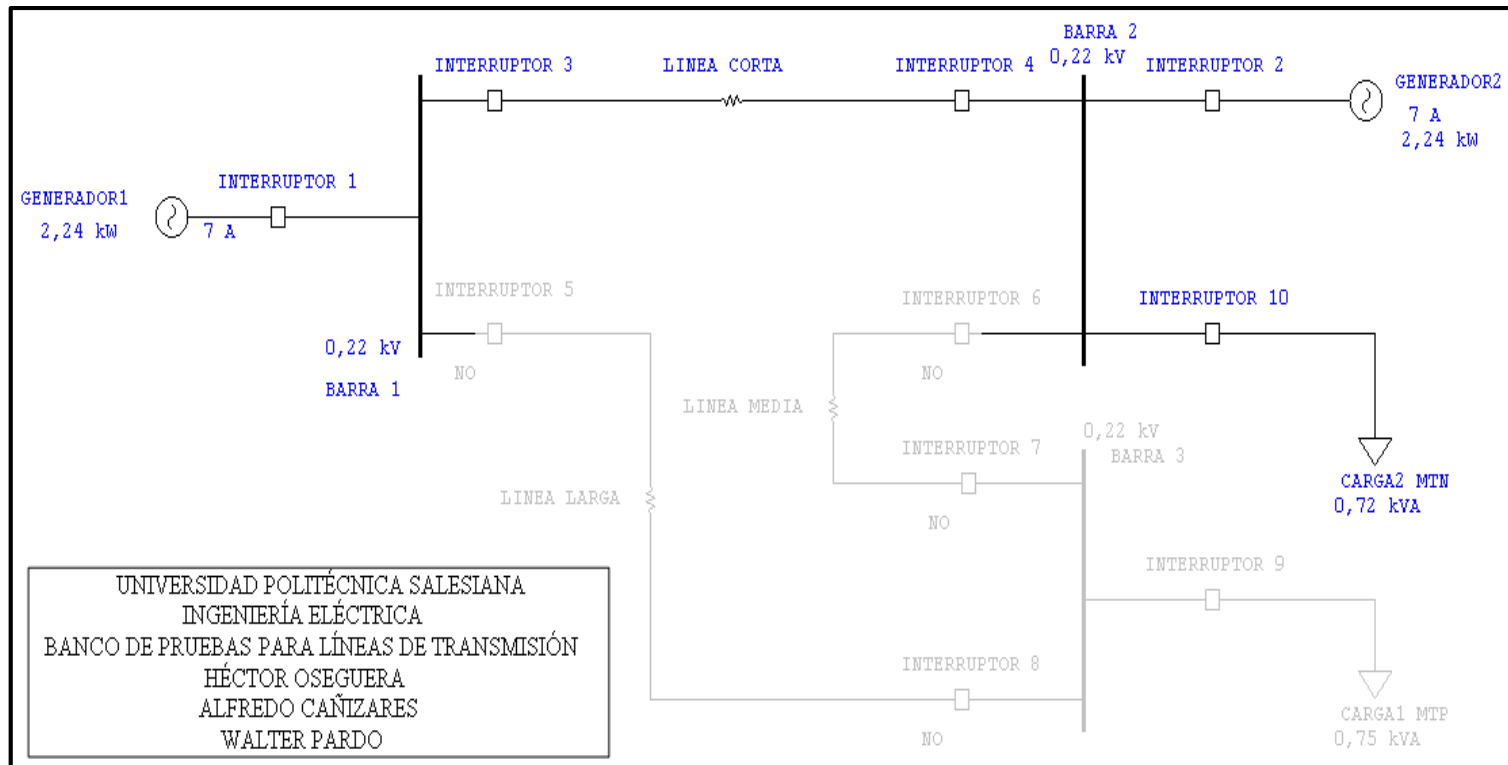 BARRA 2
INTERRUPTOR 3
LINEA CORTA
INTERRUPTOR 4
0,22 kV
INTERRUPTOR 2
GENERADOR2
7 A
2,24 kW
INTERRUPTOR 1
GENERADOR1
2,24 kW
7 A
INTERRUPTOR 5
INTERRUPTOR 6
INTERRUPTOR 10
0,22 kV
NO
NO
BARRA 1
LINEA MEDIA
0,22 kV
INTERRUPTOR 7
BARRA 3
LINEA LARGA
CARGA2 MTN
0,72 kVA
NO
INTERRUPTOR 9
UNIVERSIDAD POLITÉCNICA SALESIANA
INGENIERÍA ELÉCTRICA
BANCO DE PRUEBAS PARA LÍNEAS DE TRANSMISIÓN
HÉCTOR OSEGUERA
ALFREDO CAÑIZARES
WALTER PARDO
INTERRUPTOR 8
NO
CARGA1 MTP
0,75 kVA